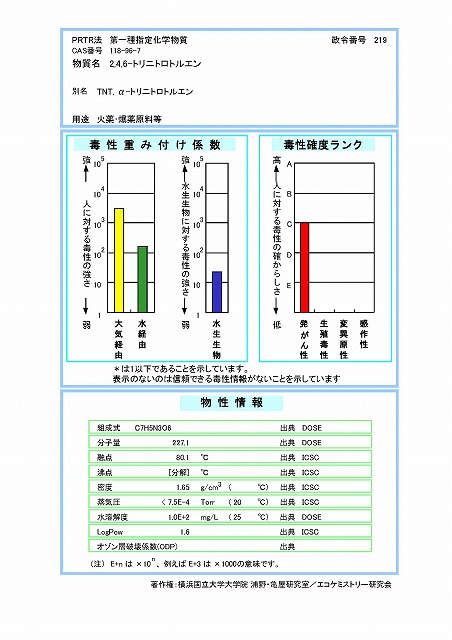 PRTR法 第一種指定化学物質 政令番号 219
CAS番号 118-96-7
物質名 2,4,6-トリニトロトルエン
別名 TNT, α-トリニトロトルエン
用途 火薬・爆薬原料等
毒性重み付け係数
強 人に対する毒性の強さ 弱
10⁵
10⁴
10³
10²
10
1
大気経由 水経由
強 水生生物に対する毒性の強さ 弱
10⁵
10⁴
10³
10²
10
1
水生生物
毒性確度ランク
高 人に対する毒性の確からしさ 低
A
B
C
D
E
発がん性 生殖毒性 変異原性 感作性
*は1以下であることを示しています。
表示のないのは信頼できる毒性情報がないことを示しています
物性情報
組成式 C7H5N3O6 出典 DOSE
分子量 227.1 出典 DOSE
融点 80.1 ℃ 出典 ICSC
沸点 [分解] ℃ 出典 ICSC
密度 1.65 g/cm³ ( ℃) 出典 ICSC
蒸気圧 < 7.5E-4 Torr (20 ℃) 出典 ICSC
水溶解度 1.0E+2 mg/L (25 ℃) 出典 DOSE
LogPow 1.6 出典 ICSC
オゾン層破壊係数(ODP) 出典
(注) E+n は ×10ⁿ、例えば E+3 は ×1000の意味です。
著作権:横浜国立大学大学院 浦野・亀屋研究室/エコケミストリー研究会